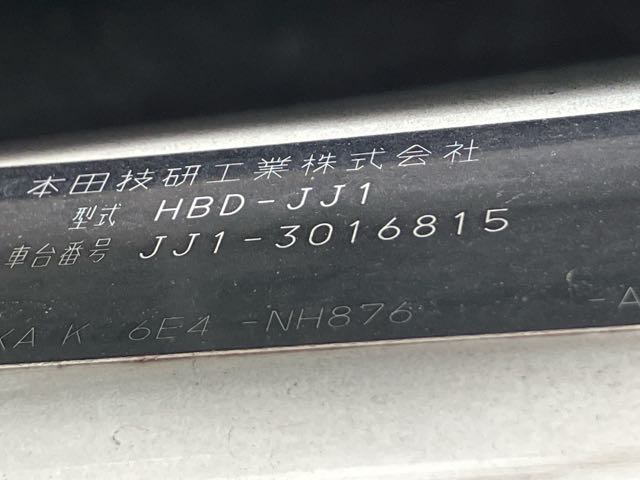 本田技研工業株式会社
型式 HBD-JJ1
車台番号 JJ1-3016815
KA K 6E4 -NH876 -A